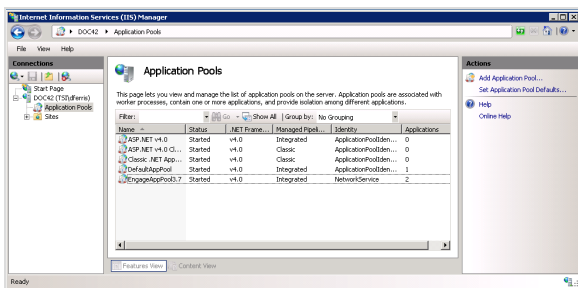 Internet Information Services (IIS) Manager
DOC42 Application Pools
File View Help
Connections
Start Page
DOC42 (TSI\dferris)
Application Pools
Sites
Application Pools
This page lets you view and manage the list of application pools on the server. Application pools are associated with
worker processes, contain one or more applications, and provide isolation among different applications.
Filter: Go Show All Group by: No Grouping
Name Status .NET Frame... Managed Pipeli... Identity Applications
ASP.NET v4.0 Started v4.0 Integrated ApplicationPoolIden... 0
ASP.NET v4.0 Cl... Started v4.0 Classic ApplicationPoolIden... 0
Classic .NET App... Started v4.0 Classic ApplicationPoolIden... 0
DefaultAppPool Started v4.0 Integrated ApplicationPoolIden... 1
EngageAppPool3.7 Started v4.0 Integrated NetworkService 2
Features View Content View
Actions
Add Application Pool...
Set Application Pool Defaults...
Help
Online Help
Ready